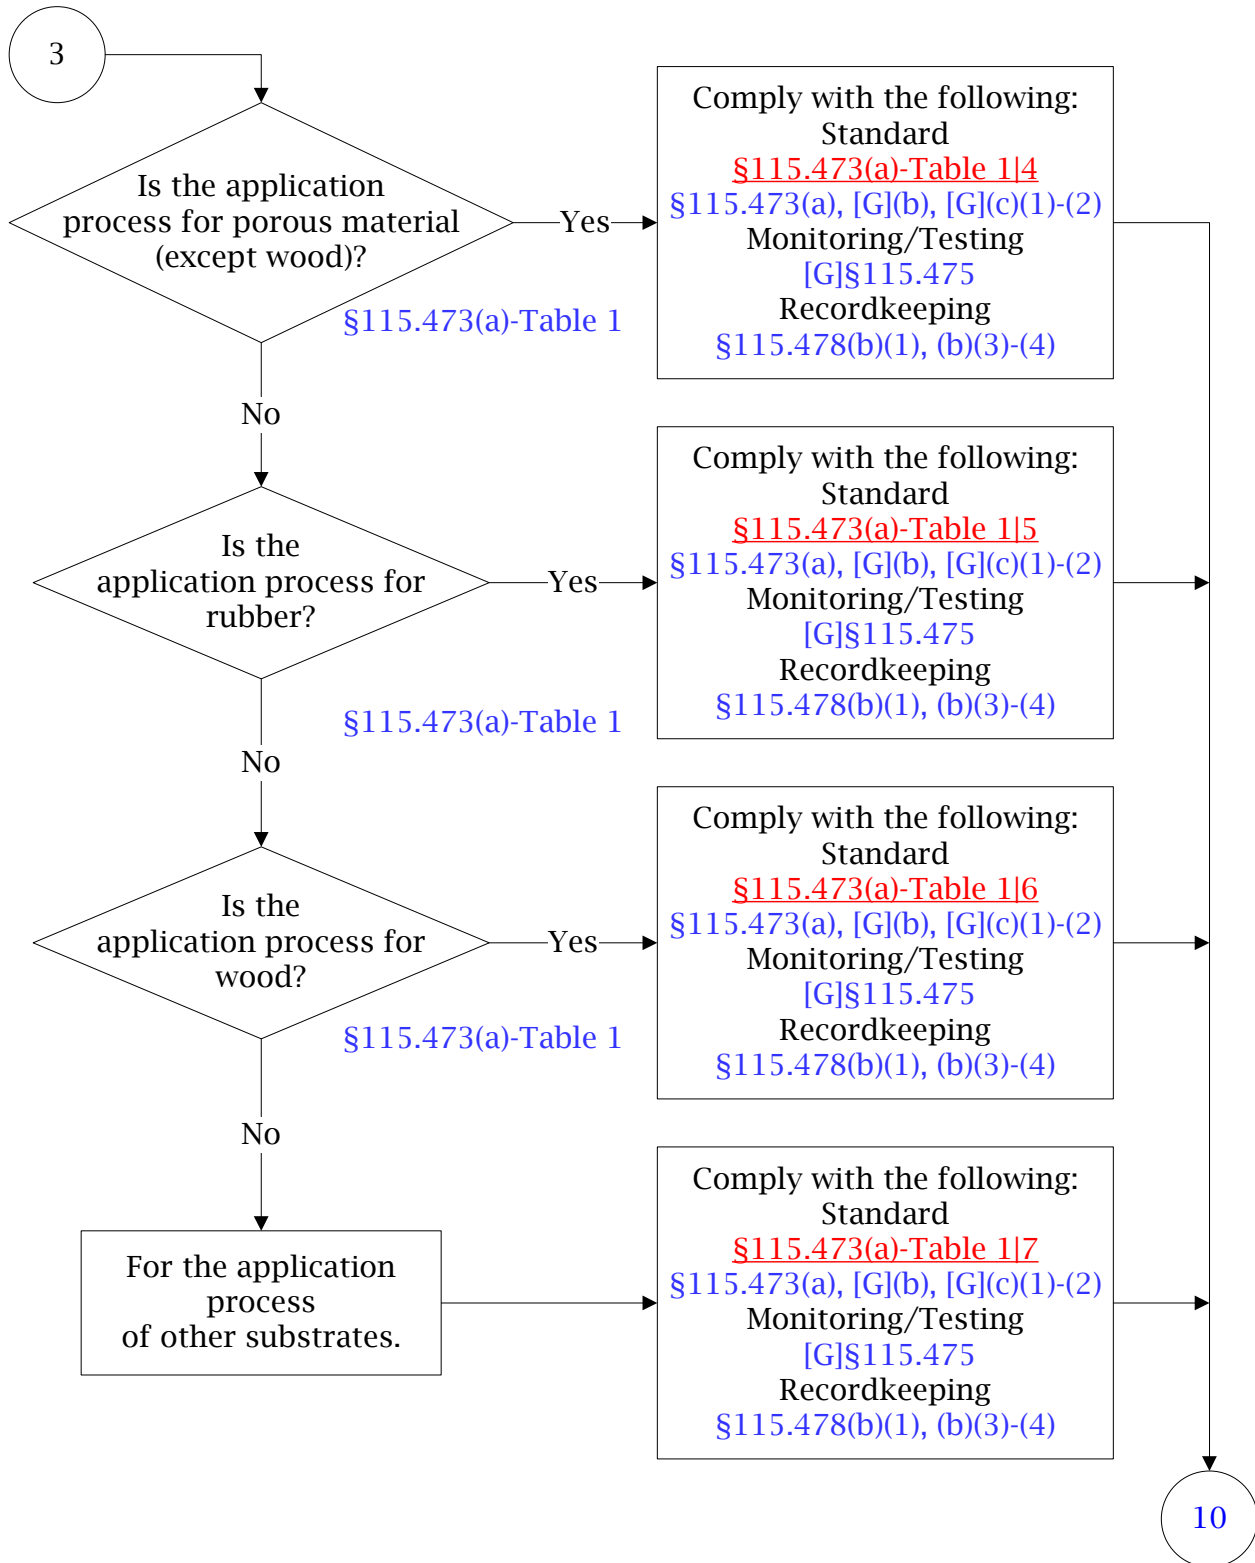 3
Is the application
process for porous material
(except wood)?
Yes
§115.473(a)-Table 1
No
Comply with the following:
Standard
§115.473(a)-Table 1|4
§115.473(a), [G](b), [G](c)(1)-(2)
Monitoring/Testing
[G]§115.475
Recordkeeping
§115.478(b)(1), (b)(3)-(4)
Is the
application process for
rubber?
Yes
§115.473(a)-Table 1
No
Comply with the following:
Standard
§115.473(a)-Table 1|5
§115.473(a), [G](b), [G](c)(1)-(2)
Monitoring/Testing
[G]§115.475
Recordkeeping
§115.478(b)(1), (b)(3)-(4)
Is the
application process for
wood?
Yes
§115.473(a)-Table 1
No
Comply with the following:
Standard
§115.473(a)-Table 1|6
§115.473(a), [G](b), [G](c)(1)-(2)
Monitoring/Testing
[G]§115.475
Recordkeeping
§115.478(b)(1), (b)(3)-(4)
For the application
process
of other substrates.
Comply with the following:
Standard
§115.473(a)-Table 1|7
§115.473(a), [G](b), [G](c)(1)-(2)
Monitoring/Testing
[G]§115.475
Recordkeeping
§115.478(b)(1), (b)(3)-(4)
10